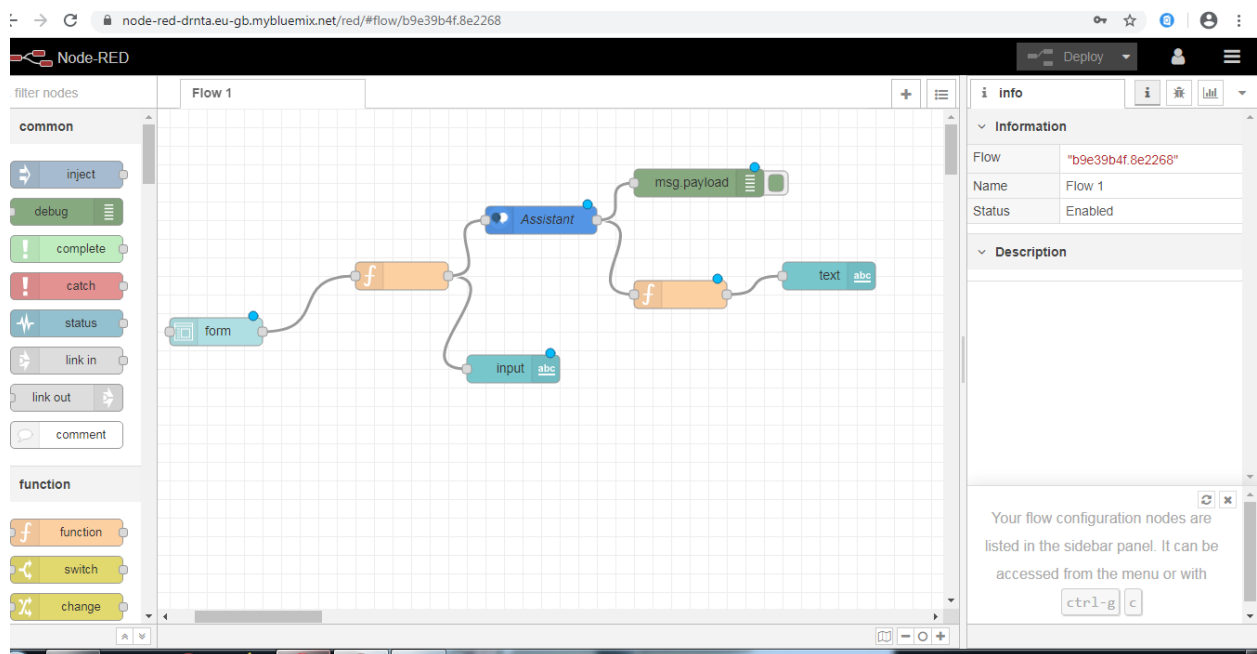 node-red-drnta.eu-gb.mybluemix.net/red/#flow/b9e39b4f.8e2268
Node-RED
Deploy
filter nodes
Flow 1
i info
i
common
inject
debug
complete
catch
status
link in
link out
comment
function
f function
switch
change
form
f
Assistant
input abc
msg.payload
f
text abc
Information
Flow "b9e39b4f.8e2268"
Name Flow 1
Status Enabled
Description
Your flow configuration nodes are
listed in the sidebar panel. It can be
accessed from the menu or with
ctrl-g c